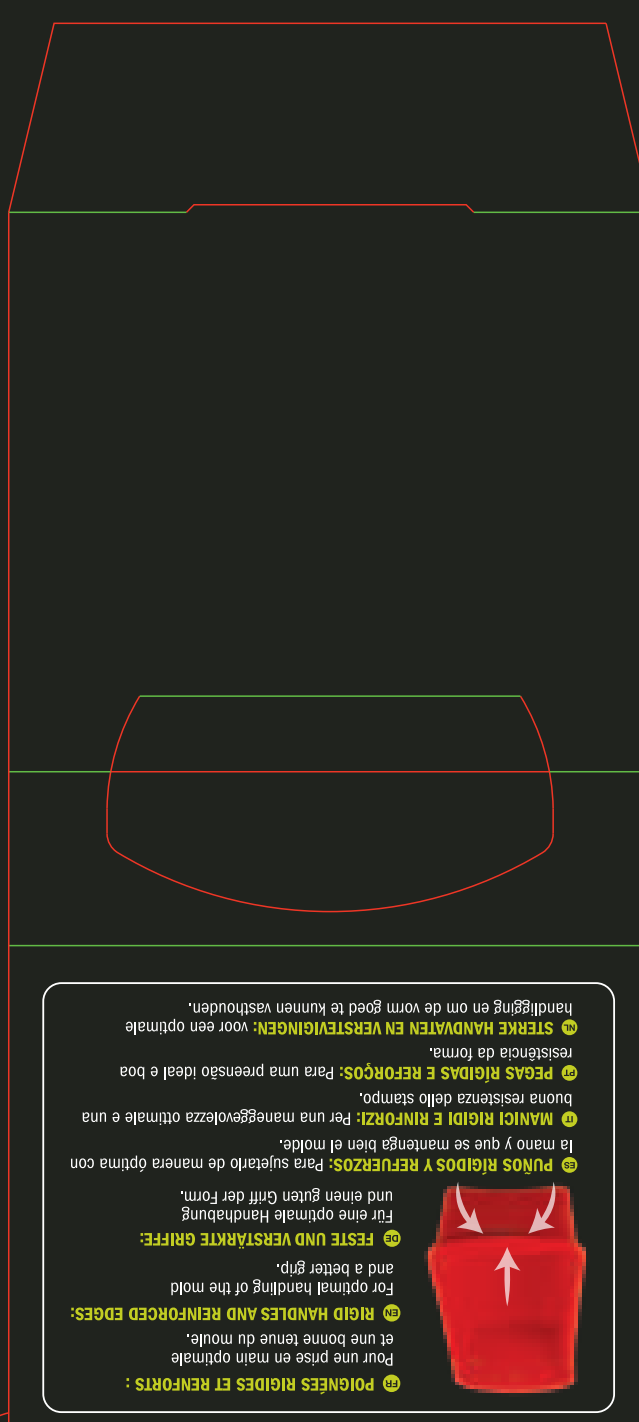 FR POIGNÉES RIGIDES ET RENFORTS :
Pour une prise en main optimale
et une bonne tenue du moule.
EN RIGID HANDLES AND REINFORCED EDGES:
For optimal handling of the mold
and a better grip.
DE FESTE UND VERSTÄRKTE GRIFFE:
Für eine optimale Handhabung
und einen guten Griff der Form.
ES PUÑOS RÍGIDOS Y REFUERZOS: Para sujetarlo de manera óptima con
la mano y que se mantenga bien el molde.
IT MANICI RIGIDI E RINFORZI: Per una maneggevolezza ottimale e una
buona resistenza dello stampo.
PT PEGAS RÍGIDAS E REFORÇOS: Para uma preensão ideal e boa
resistência da forma.
NL STERKE HANDVATEN EN VERSTEVIGINGEN: voor een optimale
handligging en om de vorm goed te kunnen vasthouden.